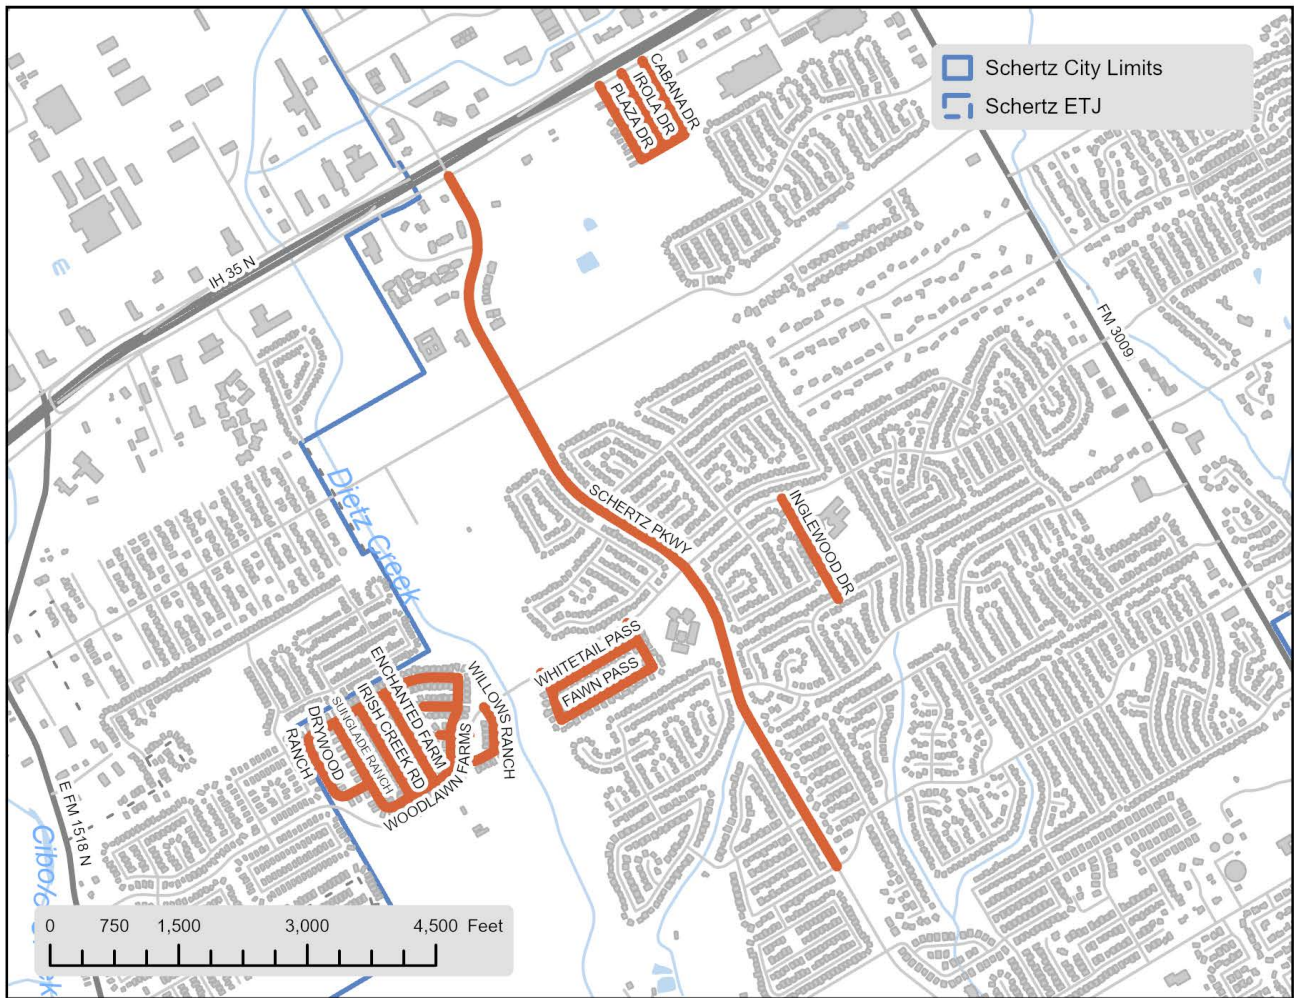 CABANA DR
IROLA DR
PLAZA DR
Schertz City Limits
Schertz ETJ
IH 35 N
FM 3009
Dietz Creek
SCHERTZ PKWY
INGLEWOOD DR
WHITETAIL PASS
FAWN PASS
ENCHANTED FARM
WILLOWS RANCH
IRISH CREEK RD
SUNGLADE RANCH
DRYWOOD
RANCH
WOODLAWN FARMS
E FM 1518 N
0 750 1,500 3,000 4,500 Feet